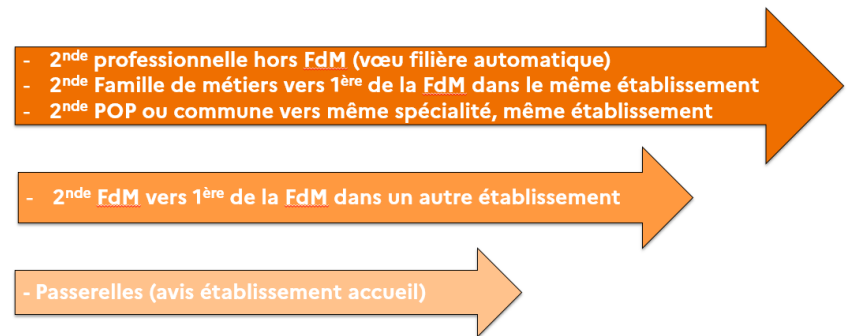 - 2nde professionnelle hors FdM (vœu filière automatique)
- 2nde Famille de métiers vers 1ère de la FdM dans le même établissement
- 2nde POP ou commune vers même spécialité, même établissement
- 2nde FdM vers 1ère de la FdM dans un autre établissement
- Passerelles (avis établissement accueil)